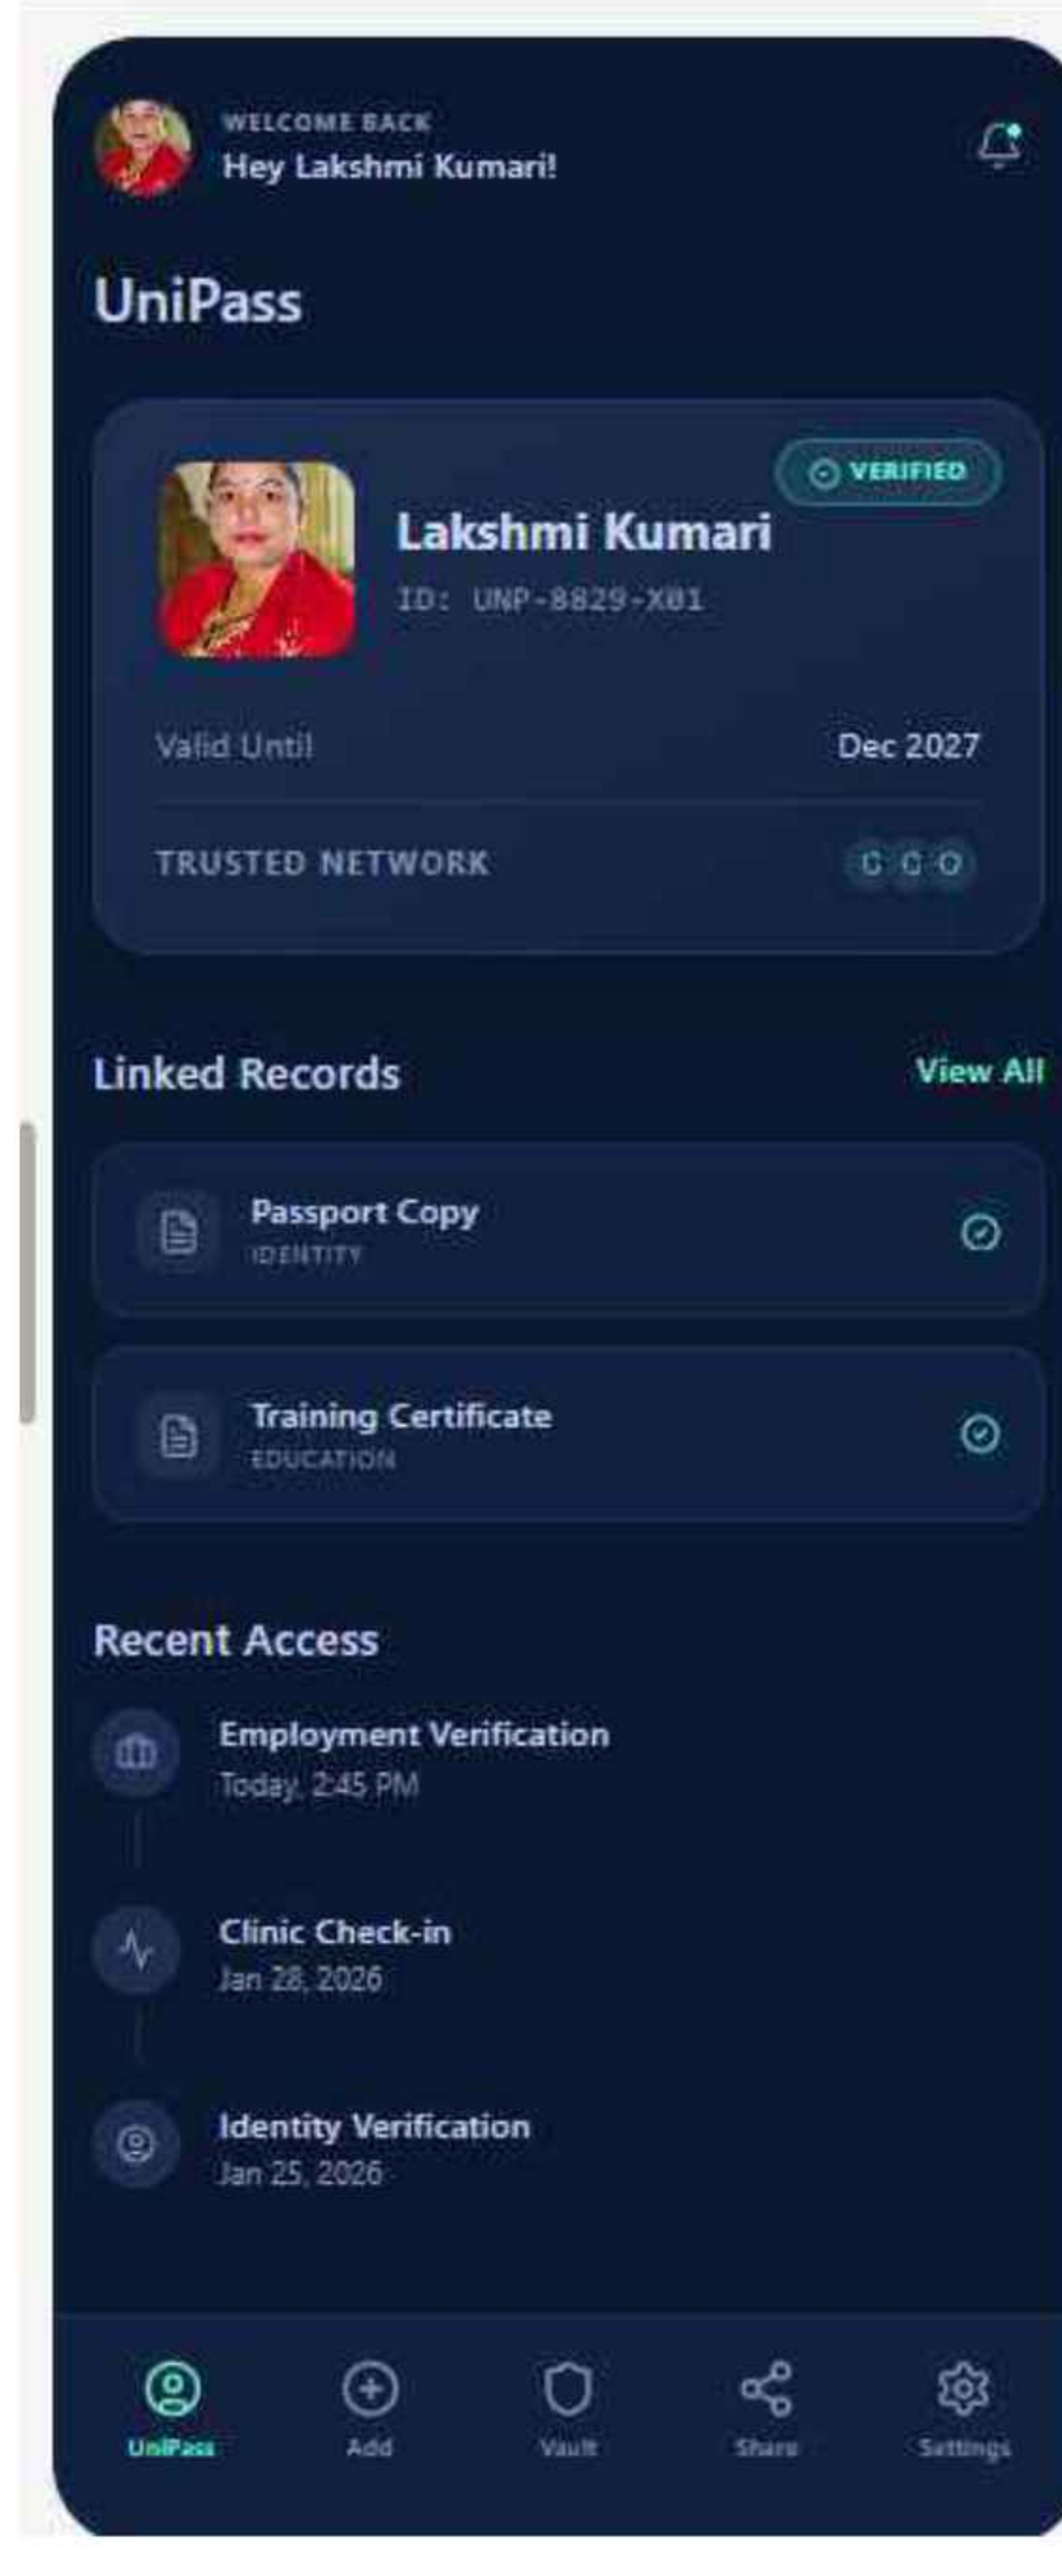 WELCOME BACK
Hey Lakshmi Kumari!
UniPass
VERIFIED
Lakshmi Kumari
ID: UNP-8829-X01
Valid Until
Dec 2027
TRUSTED NETWORK
Linked Records
View All
Passport Copy
IDENTITY
Training Certificate
EDUCATION
Recent Access
Employment Verification
Today, 2:45 PM
Clinic Check-in
Jan 28, 2026
Identity Verification
Jan 25, 2026
UniPass
Add
Vault
Share
Settings